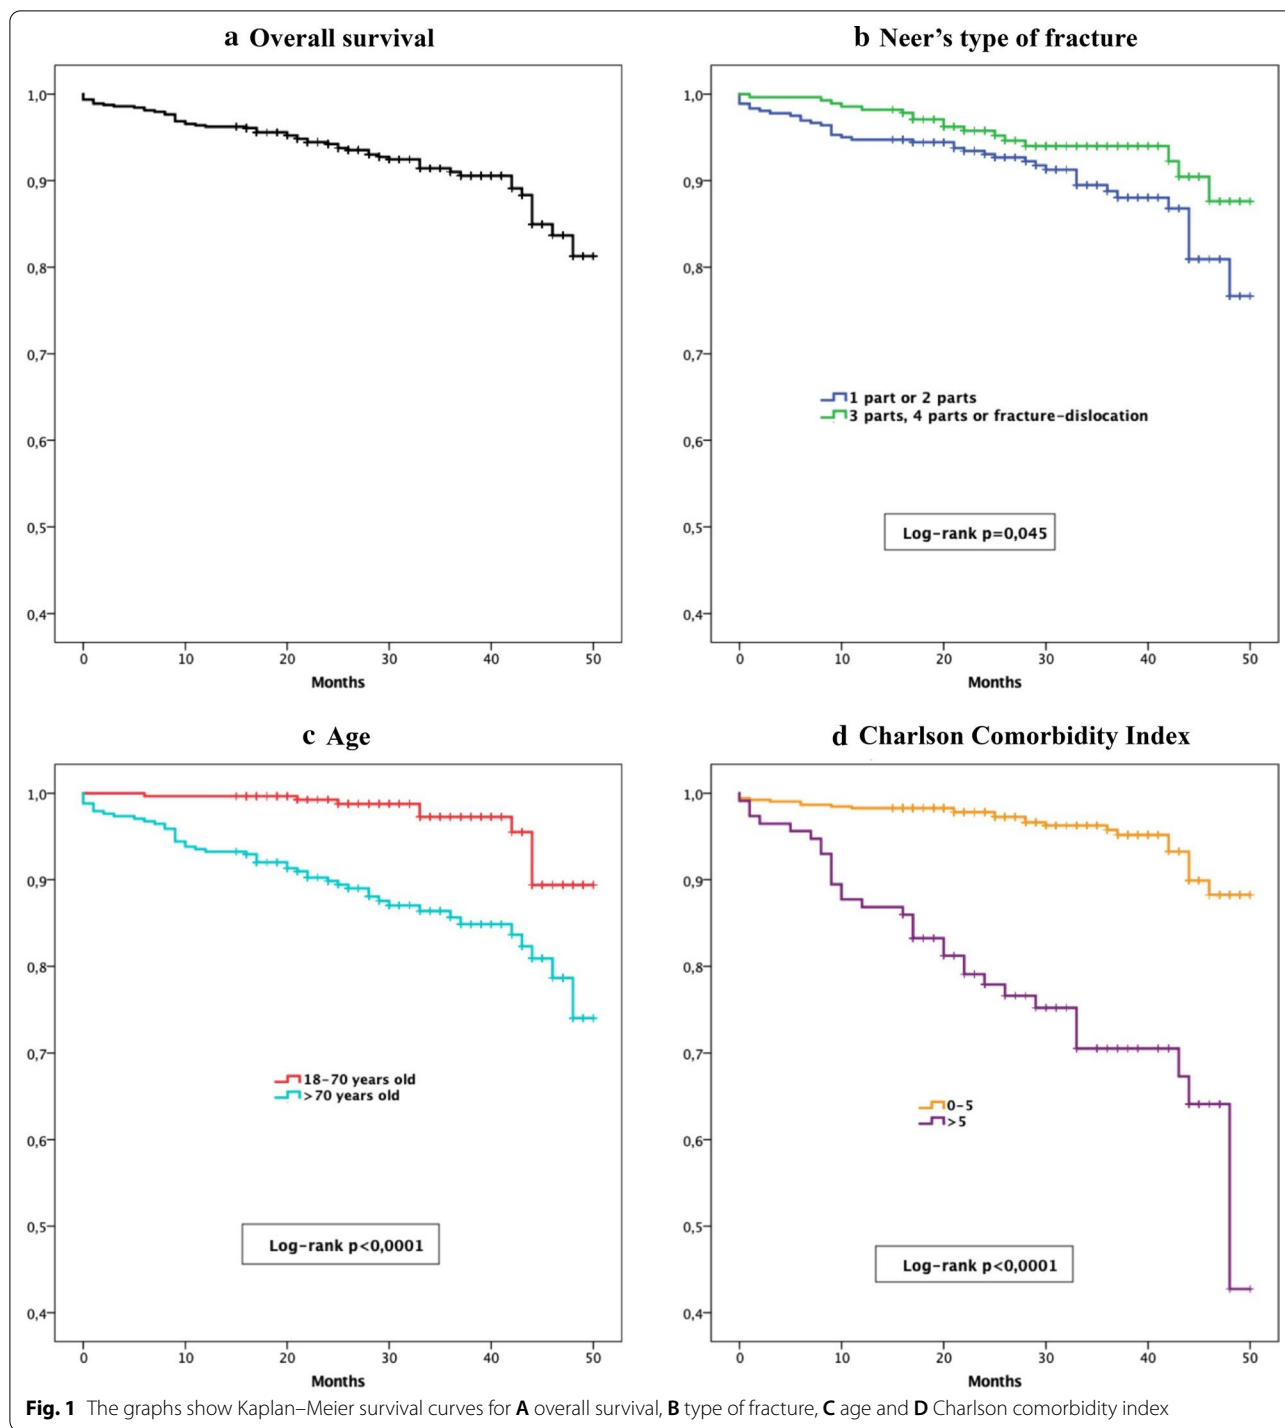 a Overall survival
1,0
0,9
0,8
0,7
0,6
0,5
0,4
0 10 20 30 40 50
Months
b Neer’s type of fracture
1,0
0,9
0,8
0,7
0,6
0,5
0,4
1 part or 2 parts
3 parts, 4 parts or fracture-dislocation
Log-rank p=0,045
0 10 20 30 40 50
Months
c Age
1,0
0,9
0,8
0,7
0,6
0,5
0,4
18-70 years old
>70 years old
Log-rank p<0,0001
0 10 20 30 40 50
Months
d Charlson Comorbidity Index
1,0
0,9
0,8
0,7
0,6
0,5
0,4
0-5
>5
Log-rank p<0,0001
0 10 20 30 40 50
Months
Fig. 1 The graphs show Kaplan–Meier survival curves for A overall survival, B type of fracture, C age and D Charlson comorbidity index